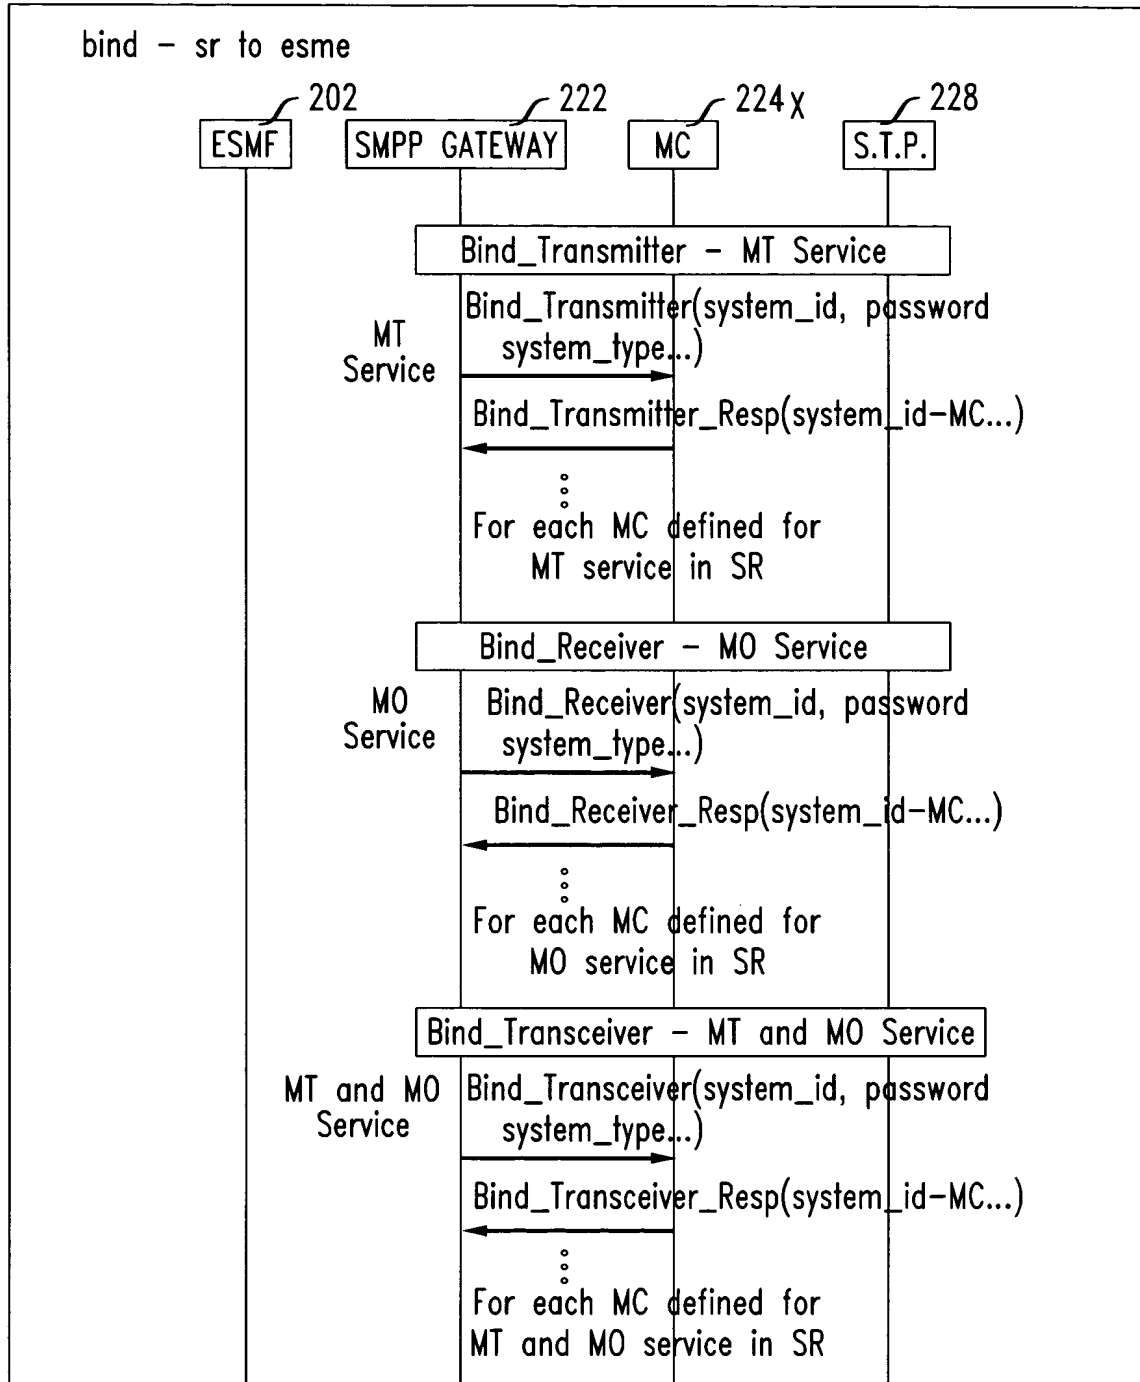 bind - sr to esme
202
222
224x
228
ESMF
SMPP GATEWAY
MC
S.T.P.
Bind_Transmitter - MT Service
MT
Service
Bind_Transmitter(system_id, password
system_type...)
Bind_Transmitter_Resp(system_id-MC...)
For each MC defined for
MT service in SR
Bind_Receiver - MO Service
MO
Service
Bind_Receiver(system_id, password
system_type...)
Bind_Receiver_Resp(system_id-MC...)
For each MC defined for
MO service in SR
Bind_Transceiver - MT and MO Service
MT and MO
Service
Bind_Transceiver(system_id, password
system_type...)
Bind_Transceiver_Resp(system_id-MC...)
For each MC defined for
MT and MO service in SR